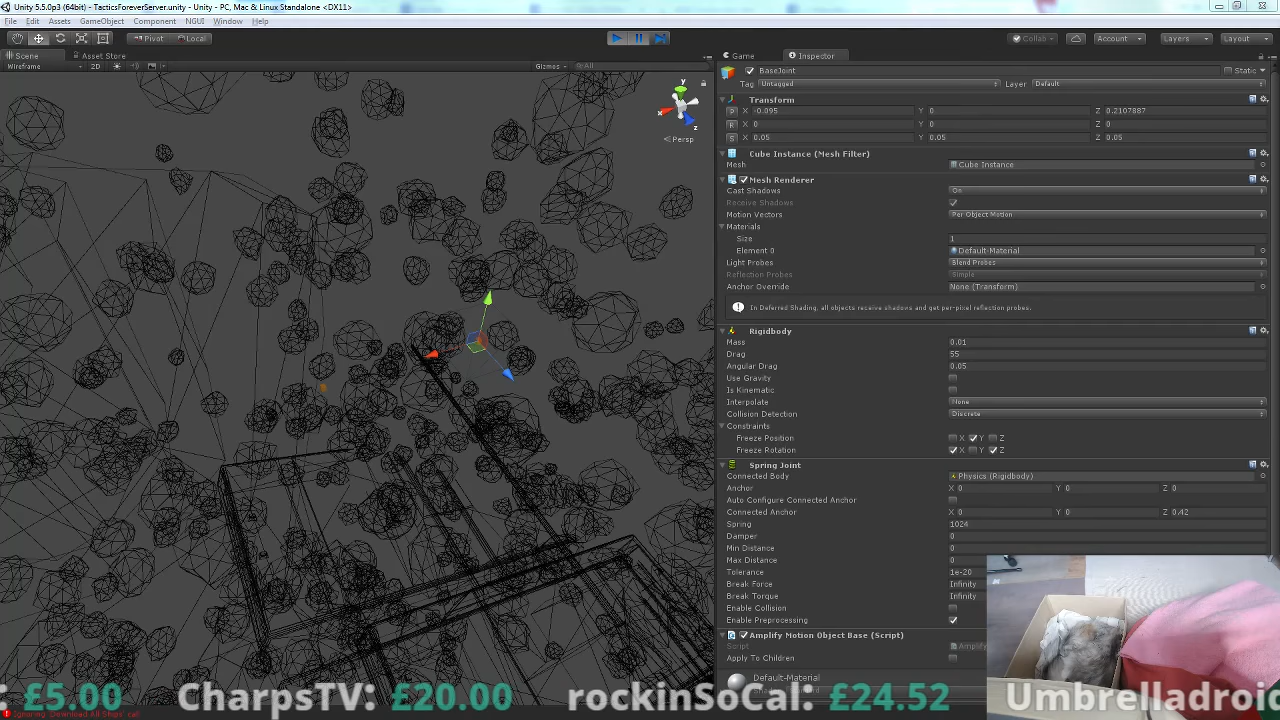 Unity 5.5.0p3 (64bit) - TacticsForeverServer.unity - Unity - PC, Mac & Linux Standalone <DX11>
File Edit Assets GameObject Component NGUI Window Help
Pivot Local Collab Account Layers Layout
Scene Asset Store Game Inspector
Wireframe 2D Gizmos All
BaseJoint Static
Tag Untagged Layer Default
Transform
P X -0.095 Y 0 Z 0.2107887
R X 0 Y 0 Z 0
S X 0.05 Y 0.05 Z 0.05
Cube Instance (Mesh Filter)
Mesh Cube Instance
Mesh Renderer
Cast Shadows On
Receive Shadows
Motion Vectors Per Object Motion
Materials
Size 1
Element 0 Default-Material
Light Probes Blend Probes
Reflection Probes Simple
Anchor Override None (Transform)
In Deferred Shading, all objects receive shadows and get per-pixel reflection probes.
Rigidbody
Mass 0.01
Drag 55
Angular Drag 0.05
Use Gravity
Is Kinematic
Interpolate None
Collision Detection Discrete
Constraints
Freeze Position X Y Z
Freeze Rotation X Y Z
Spring Joint
Connected Body Physics (Rigidbody)
Anchor X 0 Y 0 Z 0
Auto Configure Connected Anchor
Connected Anchor X 0 Y 0 Z 0.42
Spring 1024
Damper 0
Min Distance 0
Max Distance 0
Tolerance 1e-20
Break Force Infinity
Break Torque Infinity
Enable Collision
Enable Preprocessing
Amplify Motion Object Base (Script)
Script Amplify
Apply To Children
Default-Material
y
x
z
Persp
: £5.00 CharpsTV: £20.00 rockinSoCal: £24.52 Umbrelladroid